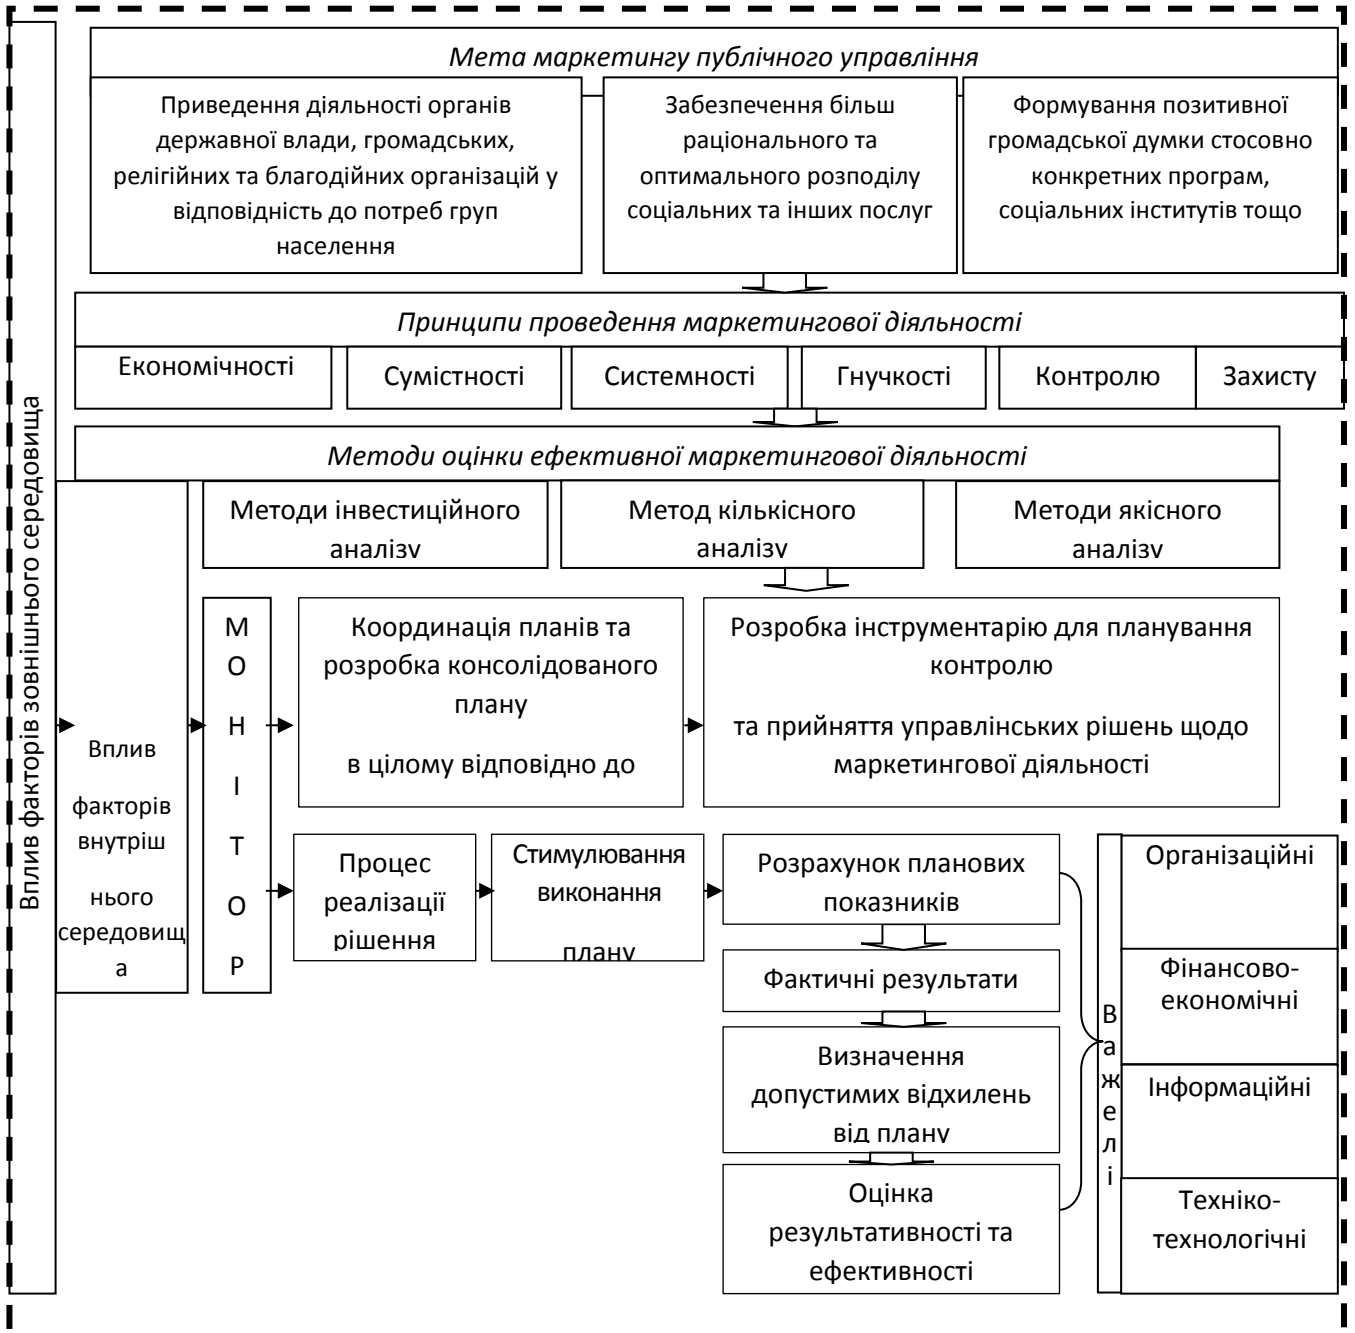 Мета маркетингу публічного управління
Приведення діяльності органів
державної влади, громадських,
релігійних та благодійних організацій у
відповідність до потреб груп
населення
Забезпечення більш
раціонального та
оптимального розподілу
соціальних та інших послуг
Формування позитивної
громадської думки стосовно
конкретних програм,
соціальних інститутів тощо
Принципи проведення маркетингової діяльності
Економічності
Сумістності
Системності
Гнучкості
Контролю
Захисту
Методи оцінки ефективної маркетингової діяльності
Методи інвестиційного
аналізу
Метод кількісного
аналізу
Методи якісного
аналізу
Вплив факторів зовнішнього середовища
Вплив
факторів
внутріш
нього
середовищ
а
М
О
Н
І
Т
О
Р
Координація планів та
розробка консолідованого
плану
в цілому відповідно до
Розробка інструментарію для планування
контролю
та прийняття управлінських рішень щодо
маркетингової діяльності
Процес
реалізації
рішення
Стимулювання
виконання
плану
Розрахунок планових
показників
Фактичні результати
Визначення
допустимих відхилень
від плану
Оцінка
результативності та
ефективності
В
а
ж
е
л
і
Організаційні
Фінансово-
економічні
Інформаційні
Техніко-
технологічні